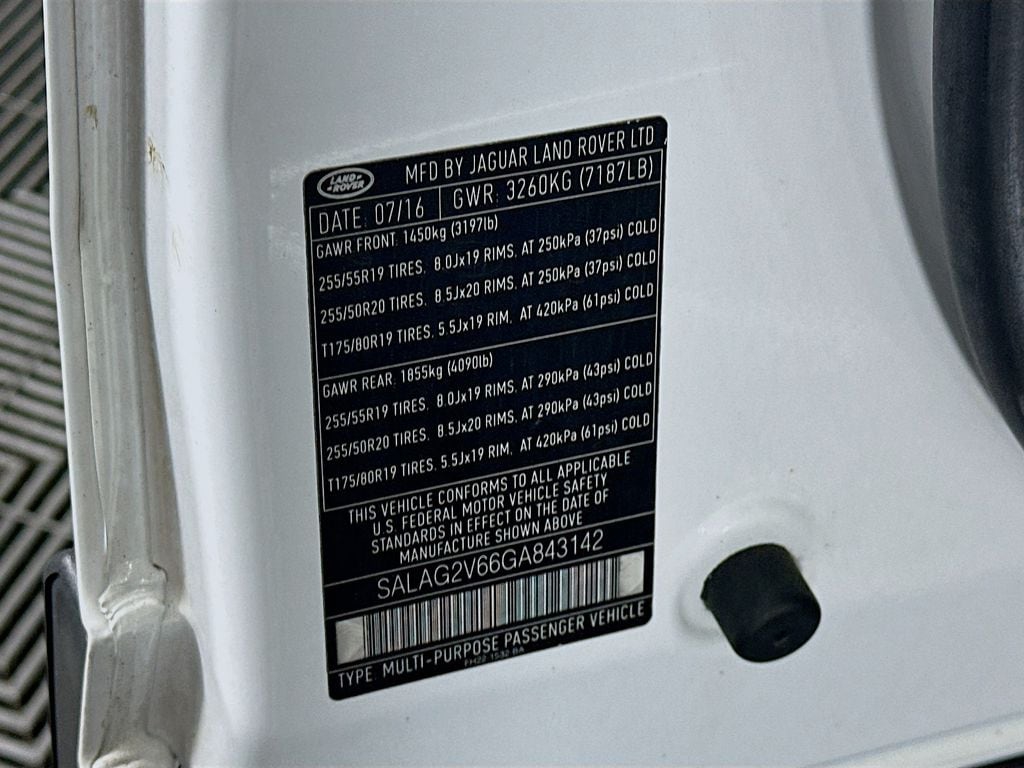 LAND ROVER
MFD BY JAGUAR LAND ROVER LTD
DATE: 07/16 GWR: 3260KG (7187LB)
GAWR FRONT: 1450kg (3197lb)
255/55R19 TIRES, 8.0Jx19 RIMS, AT 250kPa (37psi) COLD
255/50R20 TIRES, 8.5Jx20 RIMS, AT 250kPa (37psi) COLD
T175/80R19 TIRES, 5.5Jx19 RIM, AT 420kPa (61psi) COLD
GAWR REAR: 1855kg (4090lb)
255/55R19 TIRES, 8.0Jx19 RIMS, AT 290kPa (43psi) COLD
255/50R20 TIRES, 8.5Jx20 RIMS, AT 290kPa (43psi) COLD
T175/80R19 TIRES, 5.5Jx19 RIM, AT 420kPa (61psi) COLD
THIS VEHICLE CONFORMS TO ALL APPLICABLE
U.S. FEDERAL MOTOR VEHICLE SAFETY
STANDARDS IN EFFECT ON THE DATE OF
MANUFACTURE SHOWN ABOVE
SALAG2V66GA843142
TYPE: MULTI-PURPOSE PASSENGER VEHICLE
FH22 1532 BA